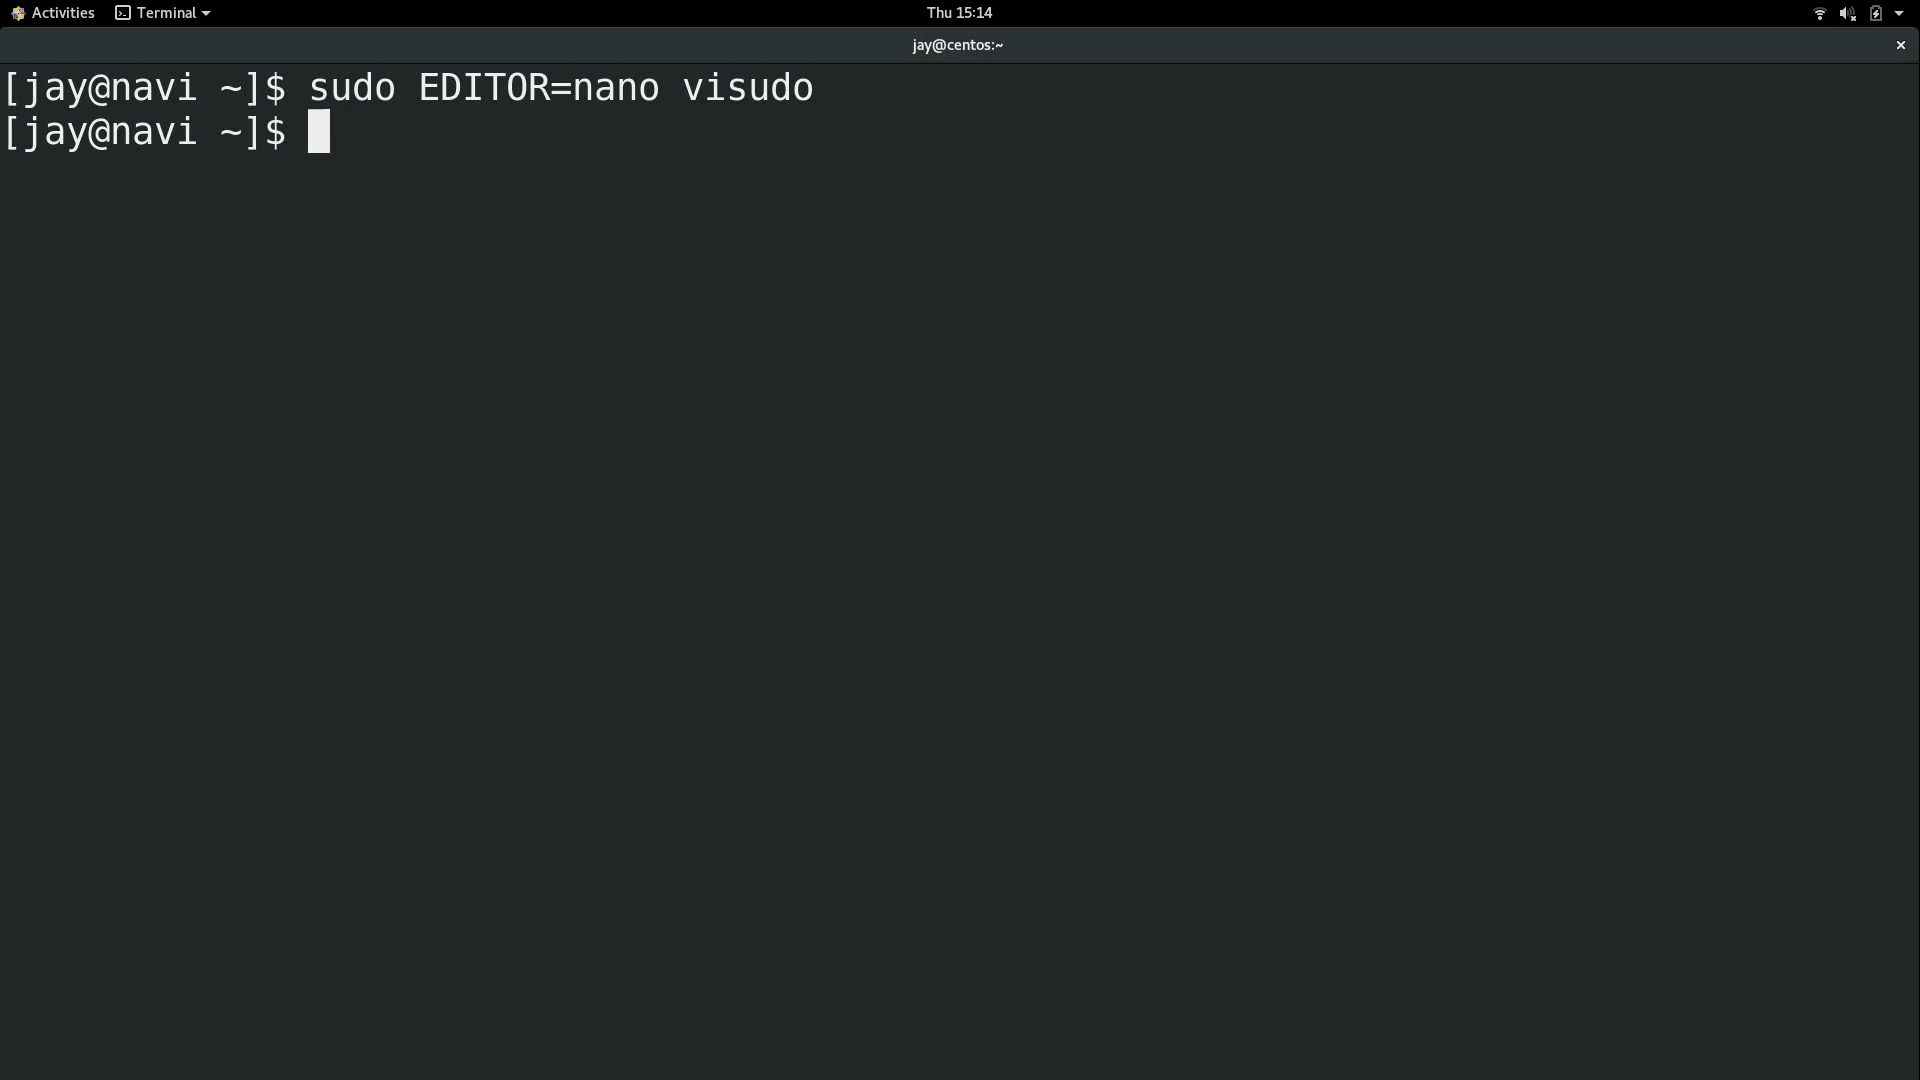 Activities Terminal Thu 15:14
jay@centos:~
[jay@navi ~]$ sudo EDITOR=nano visudo
[jay@navi ~]$